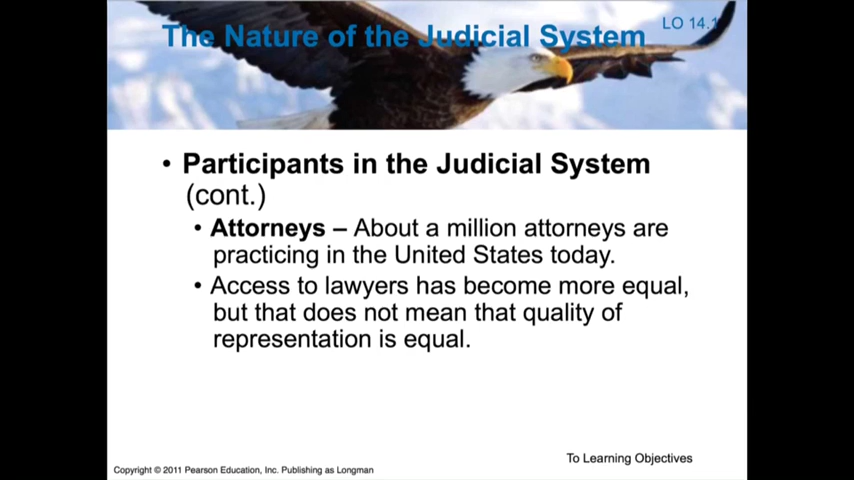 The Nature of the Judicial System
LO 14.1
• Participants in the Judicial System
(cont.)
• Attorneys – About a million attorneys are
practicing in the United States today.
• Access to lawyers has become more equal,
but that does not mean that quality of
representation is equal.
To Learning Objectives
Copyright © 2011 Pearson Education, Inc. Publishing as Longman